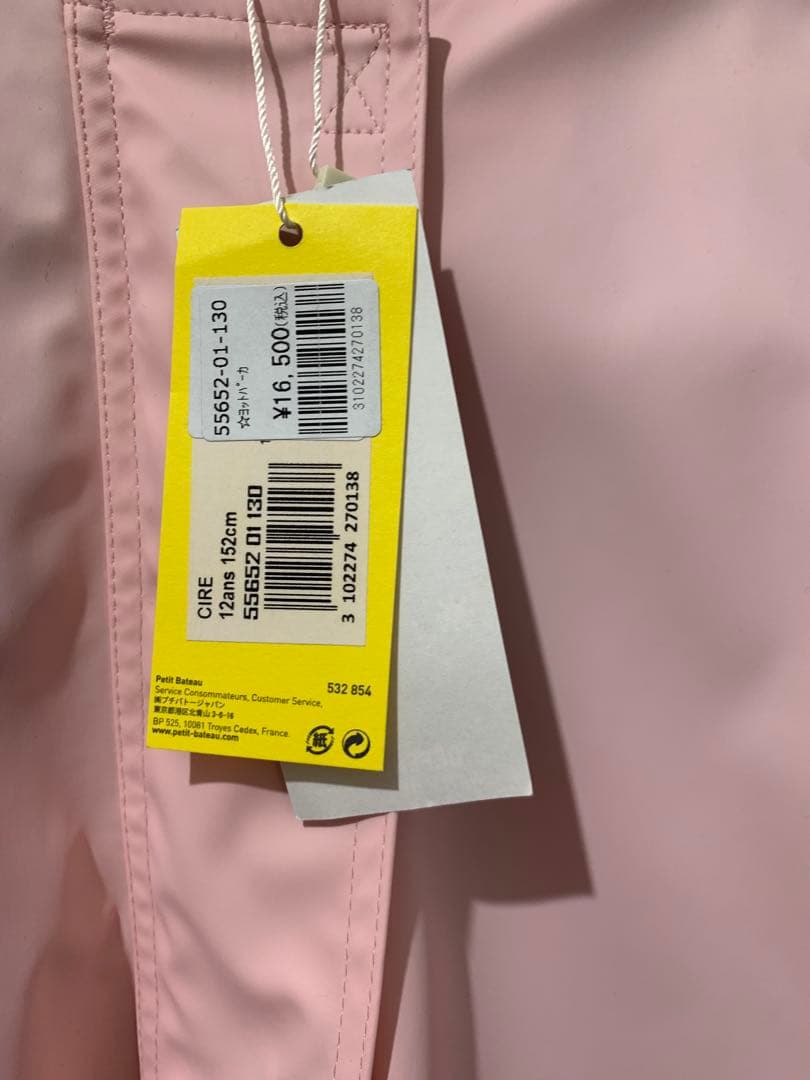 55652-01-130
☆ヨットパーカ
¥16,500(税込)
3102274270138
CIRE
12ans 152cm
55652 01 130
3 102274 270138
Petit Bateau
Service Consommateurs, Customer Service,
㈱プチバトージャパン
東京都港区北青山 3-6-16
BP 525, 10081 Troyes Cedex, France.
www.petit-bateau.com
532 854
紙